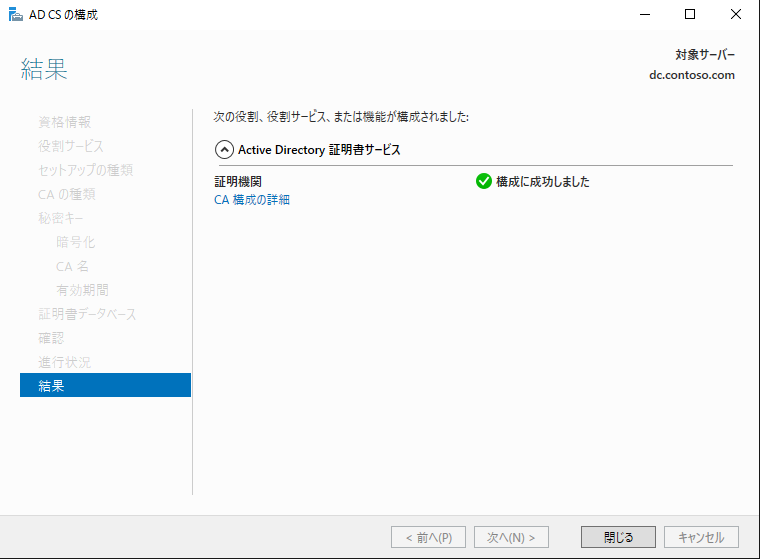 AD CS の構成
結果
対象サーバー
dc.contoso.com
資格情報
役割サービス
セットアップの種類
CA の種類
秘密キー
暗号化
CA 名
有効期間
証明書データベース
確認
進行状況
結果
次の役割、役割サービス、または機能が構成されました:
Active Directory 証明書サービス
証明機関
構成に成功しました
CA 構成の詳細
< 前へ(P)
次へ(N) >
閉じる
キャンセル